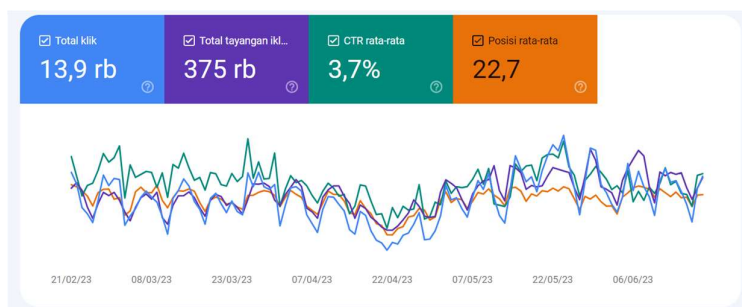 Total klik
13,9 rb
Total tayangan ikl...
375 rb
CTR rata-rata
3,7%
Posisi rata-rata
22,7
21/02/23 08/03/23 23/03/23 07/04/23 22/04/23 07/05/23 22/05/23 06/06/23